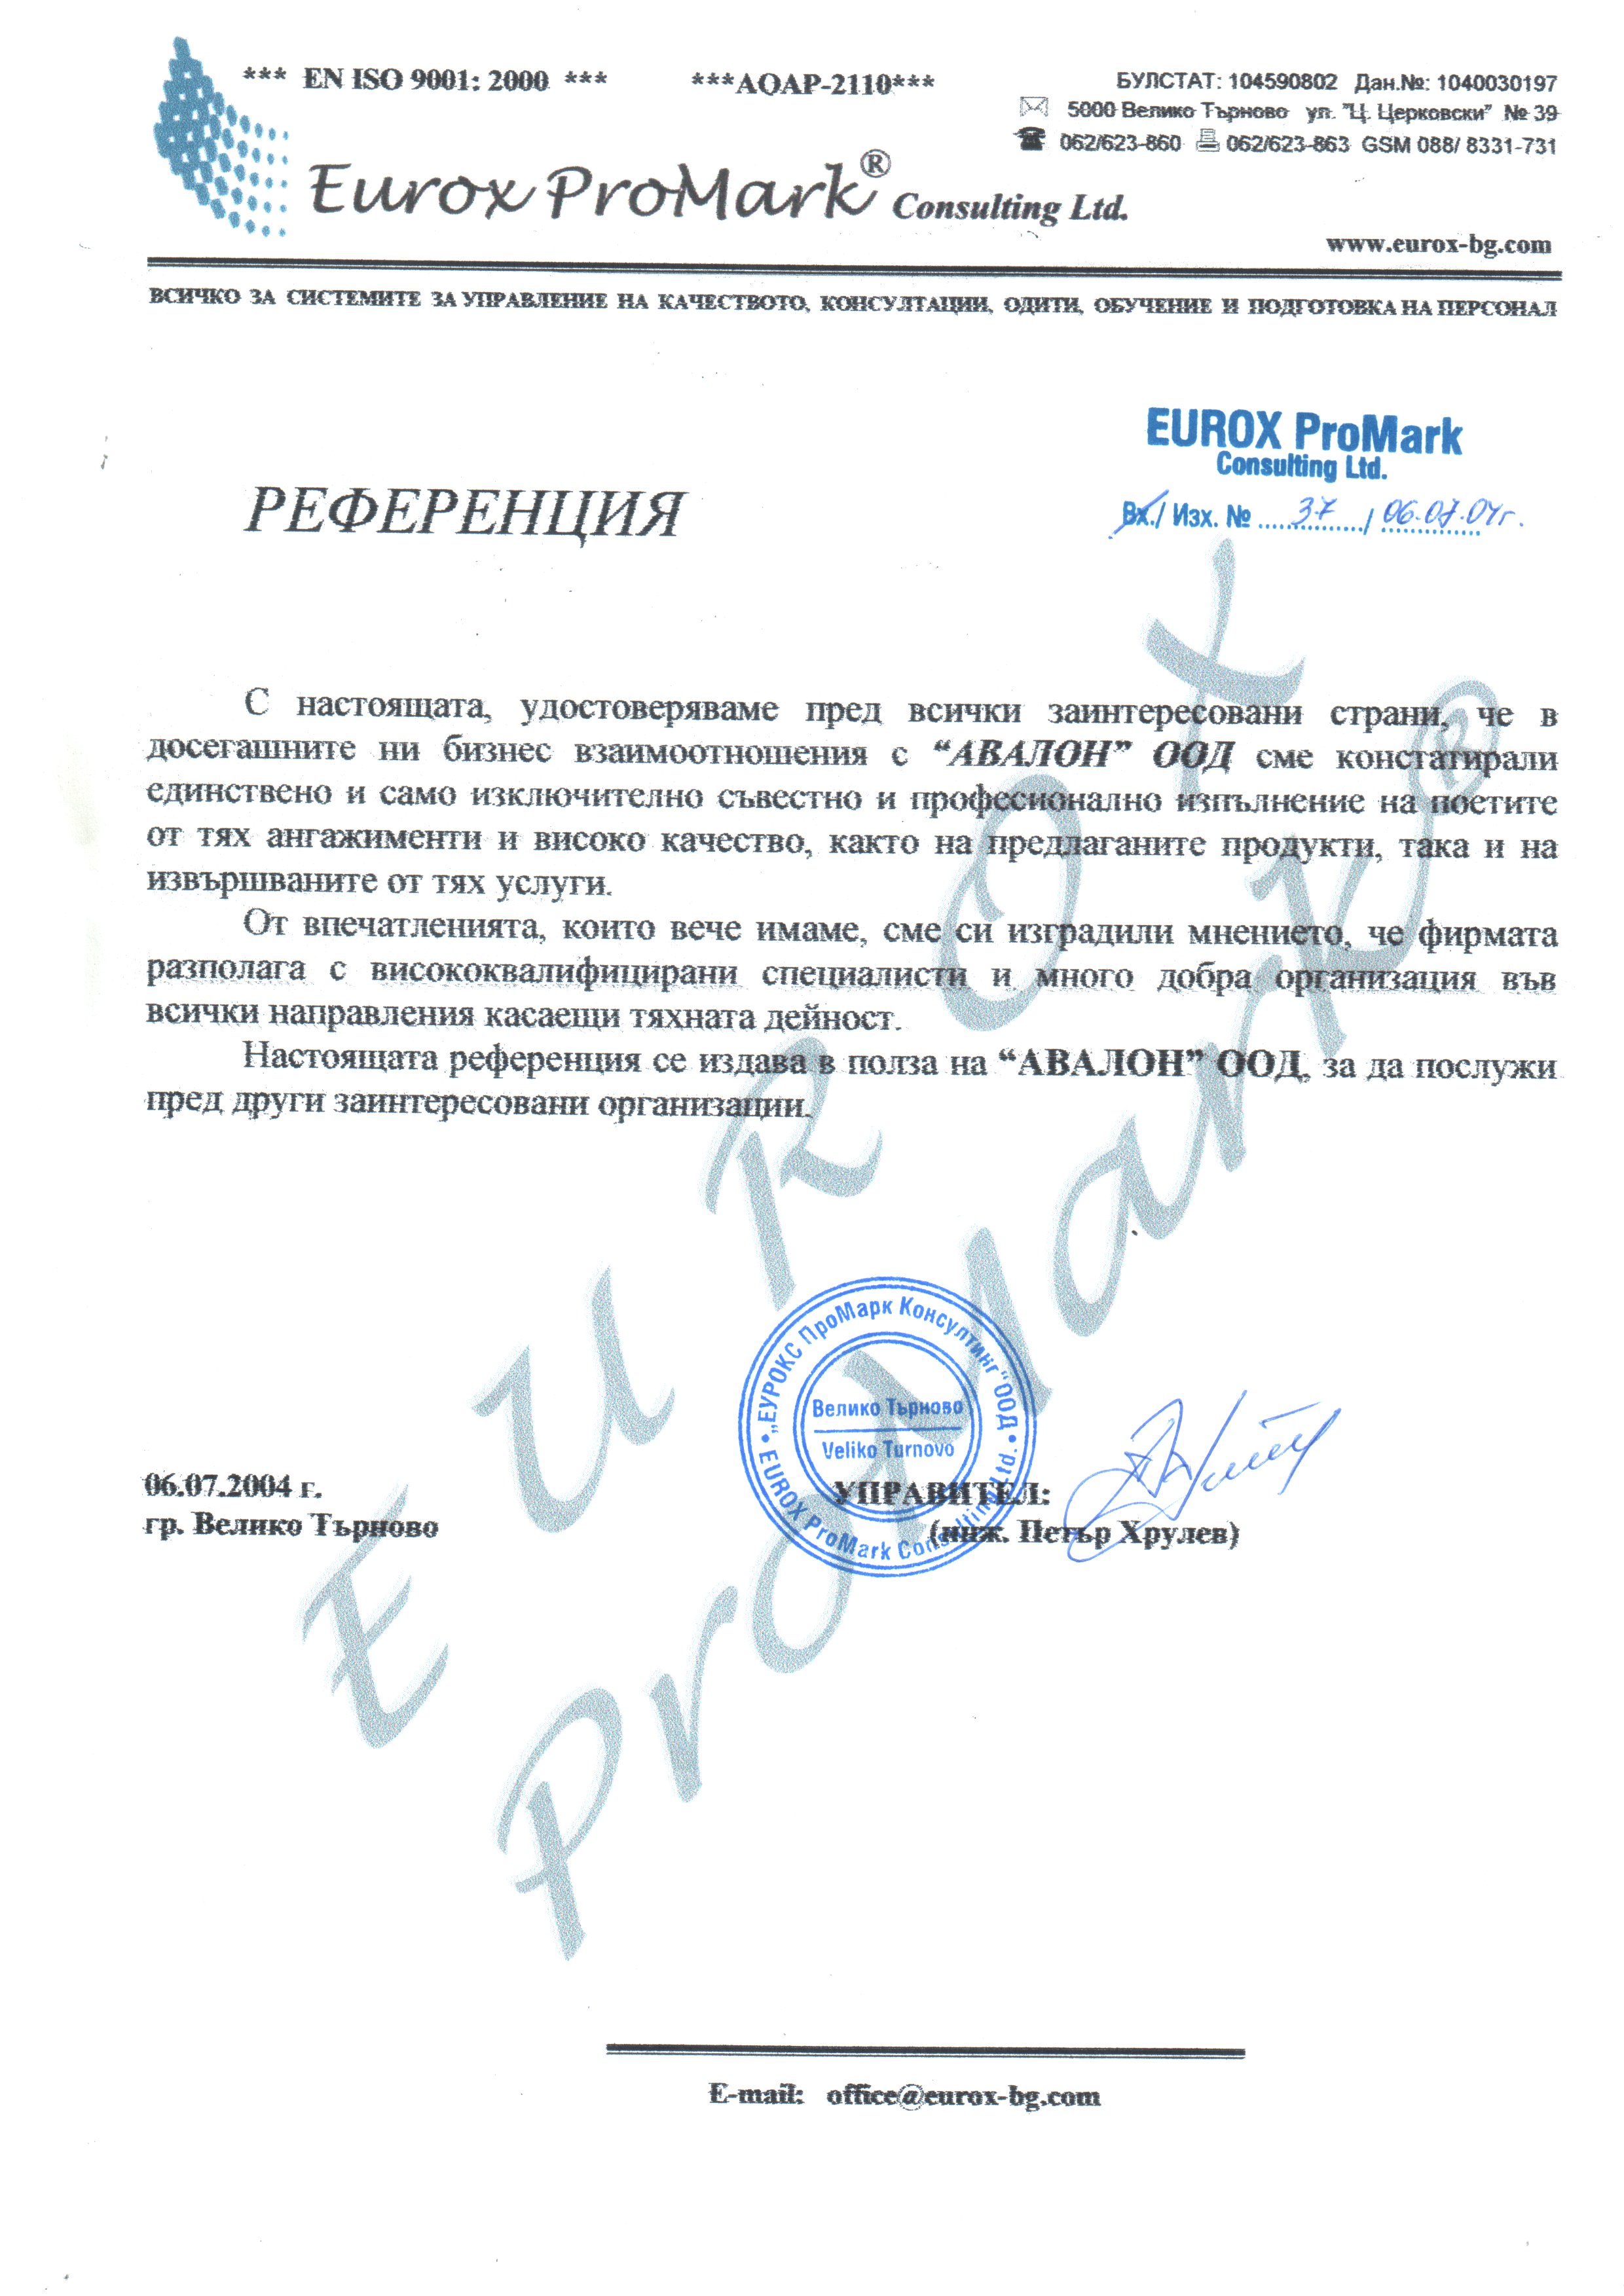 *** EN ISO 9001: 2000 *** ***AQAP-2110***
БУЛСТАТ: 104590802 Дан.№: 1040030197
5000 Велико Търново ул. "Ц. Церковски" № 39
062/623-860 062/623-863 GSM 088/ 8331-731
Eurox ProMark® Consulting Ltd.
www.eurox-bg.com
ВСИЧКО ЗА СИСТЕМИТЕ ЗА УПРАВЛЕНИЕ НА КАЧЕСТВОТО, КОНСУЛТАЦИИ, ОДИТИ, ОБУЧЕНИЕ И ПОДГОТОВКА НА ПЕРСОНАЛ
EUROX ProMark
Consulting Ltd.
Вх./ Изх. № 37 / 06.07.04г.
РЕФЕРЕНЦИЯ
С настоящата, удостоверяваме пред всички заинтересовани страни, че в
досегашните ни бизнес взаимоотношения с “АВАЛОН” ООД сме констатирали
единствено и само изключително съвестно и професионално изпълнение на поетите
от тях ангажименти и високо качество, както на предлаганите продукти, така и на
извършваните от тях услуги.
От впечатленията, които вече имаме, сме си изградили мнението, че фирмата
разполага с висококвалифицирани специалисти и много добра организация във
всички направления касаещи тяхната дейност.
Настоящата референция се издава в полза на “АВАЛОН” ООД, за да послужи
пред други заинтересовани организации.
EuRox
ProMark®
„ЕУРОКС ПроМарк Консултинг“ ООД
Велико Търново
Veliko Turnovo
EUROX ProMark Consulting Ltd.
06.07.2004 г.
гр. Велико Търново
УПРАВИТЕЛ:
(инж. Петър Хрулев)
E-mail: office@eurox-bg.com